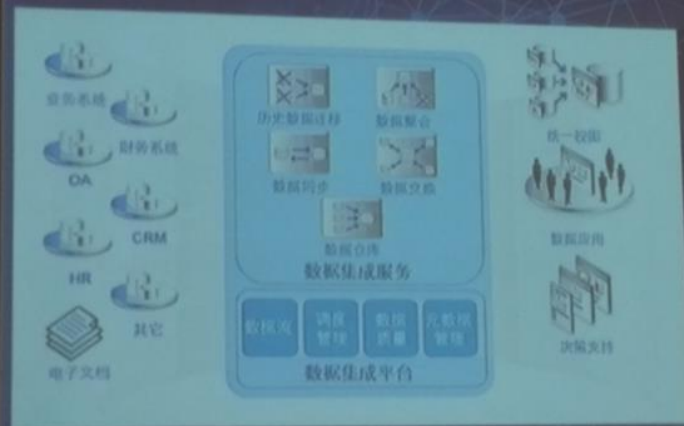 业务系统
财务系统
OA
CRM
HR
其它
电子文档
历史数据迁移
数据整合
数据同步
数据交换
数据仓库
数据集成服务
数据流
调度
管理
数据
质量
元数据
管理
数据集成平台
统一视图
数据应用
决策支持